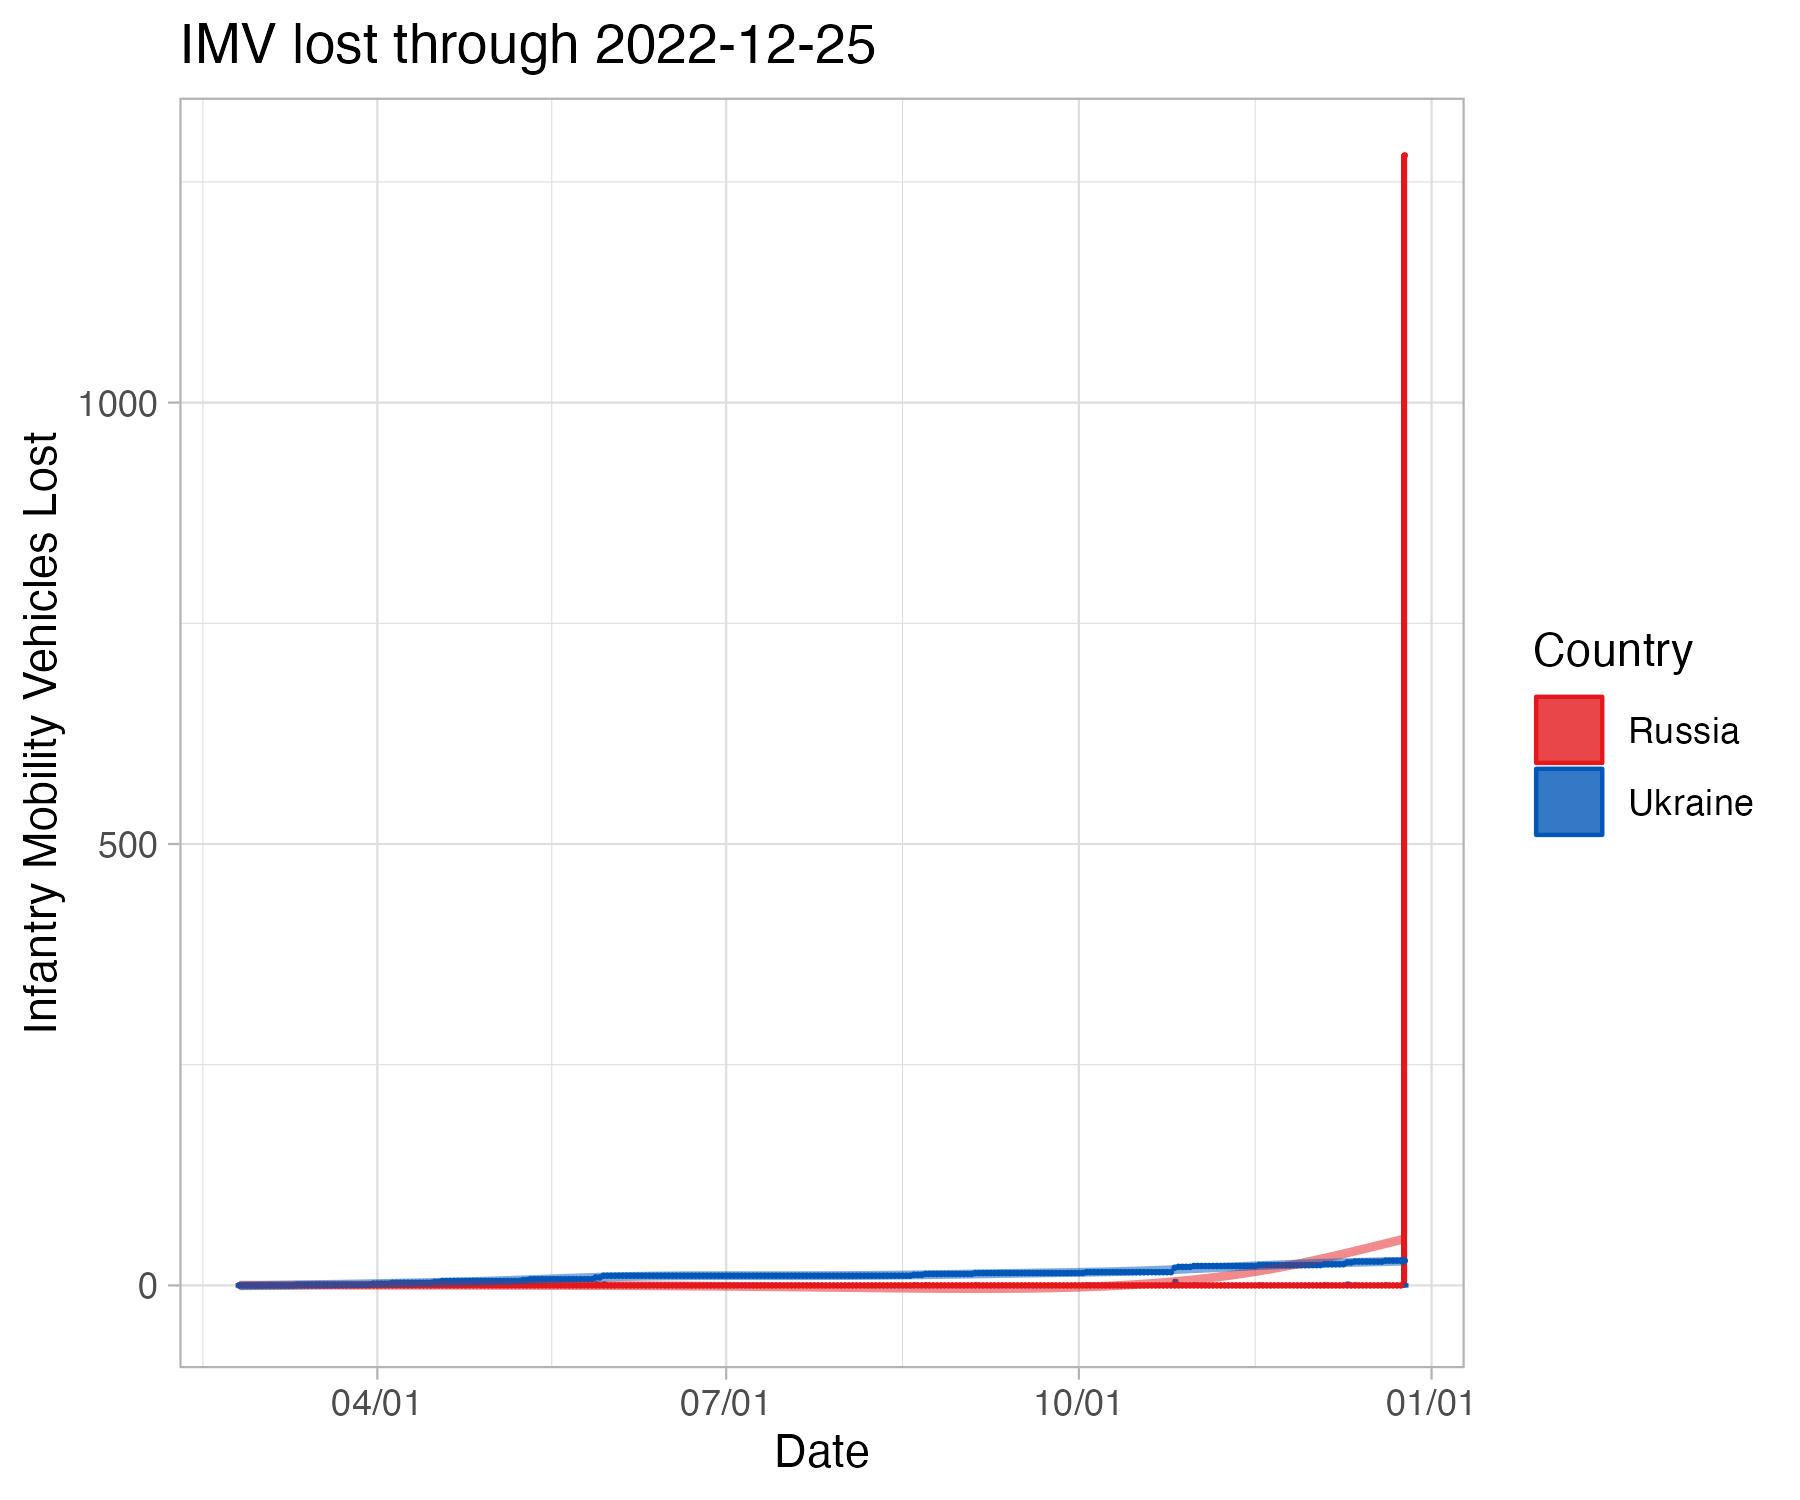 IMV lost through 2022-12-25
Infantry Mobility Vehicles Lost
1000
500
0
04/01
07/01
10/01
01/01
Date
Country
Russia
Ukraine